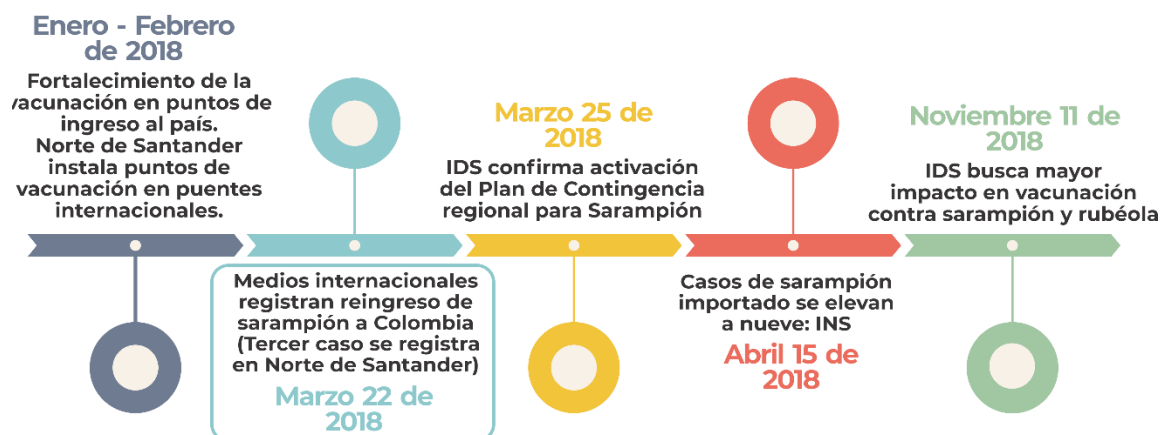 Enero - Febrero
de 2018
Fortalecimiento de la
vacunación en puntos de
ingreso al país.
Norte de Santander
instala puntos de
vacunación en puentes
internacionales.
Medios internacionales
registran reingreso de
sarampión a Colombia
(Tercer caso se registra
en Norte de Santander)
Marzo 22 de
2018
Marzo 25 de
2018
IDS confirma activación
del Plan de Contingencia
regional para Sarampión
Casos de sarampión
importado se elevan
a nueve: INS
Abril 15 de
2018
Noviembre 11 de
2018
IDS busca mayor
impacto en vacunación
contra sarampión y rubéola